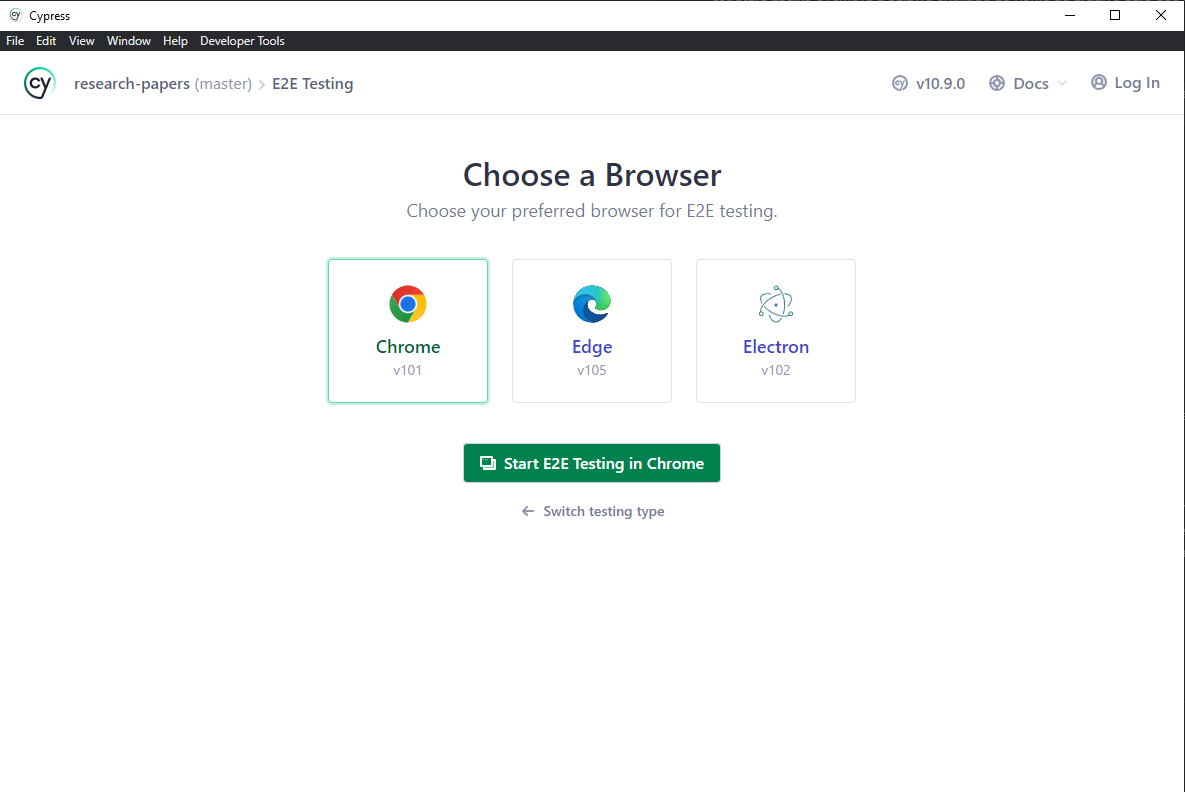 cy Cypress
File Edit View Window Help Developer Tools
cy research-papers (master) > E2E Testing cy v10.9.0 Docs Log In
Choose a Browser
Choose your preferred browser for E2E testing.
Chrome Edge Electron
v101 v105 v102
Start E2E Testing in Chrome
← Switch testing type